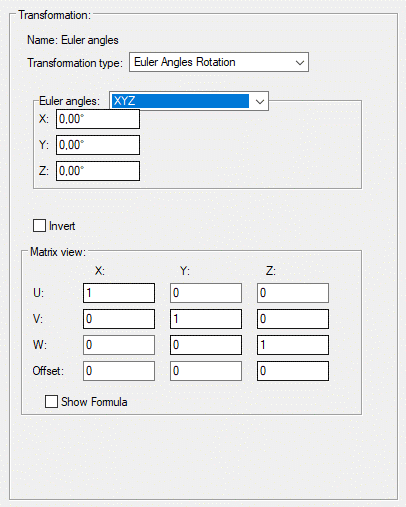 Transformation:
Name: Euler angles
Transformation type: Euler Angles Rotation
Euler angles: XYZ
X: 0,00°
Y: 0,00°
Z: 0,00°
Invert
Matrix view:
X: Y: Z:
U: 1 0 0
V: 0 1 0
W: 0 0 1
Offset: 0 0 0
Show Formula